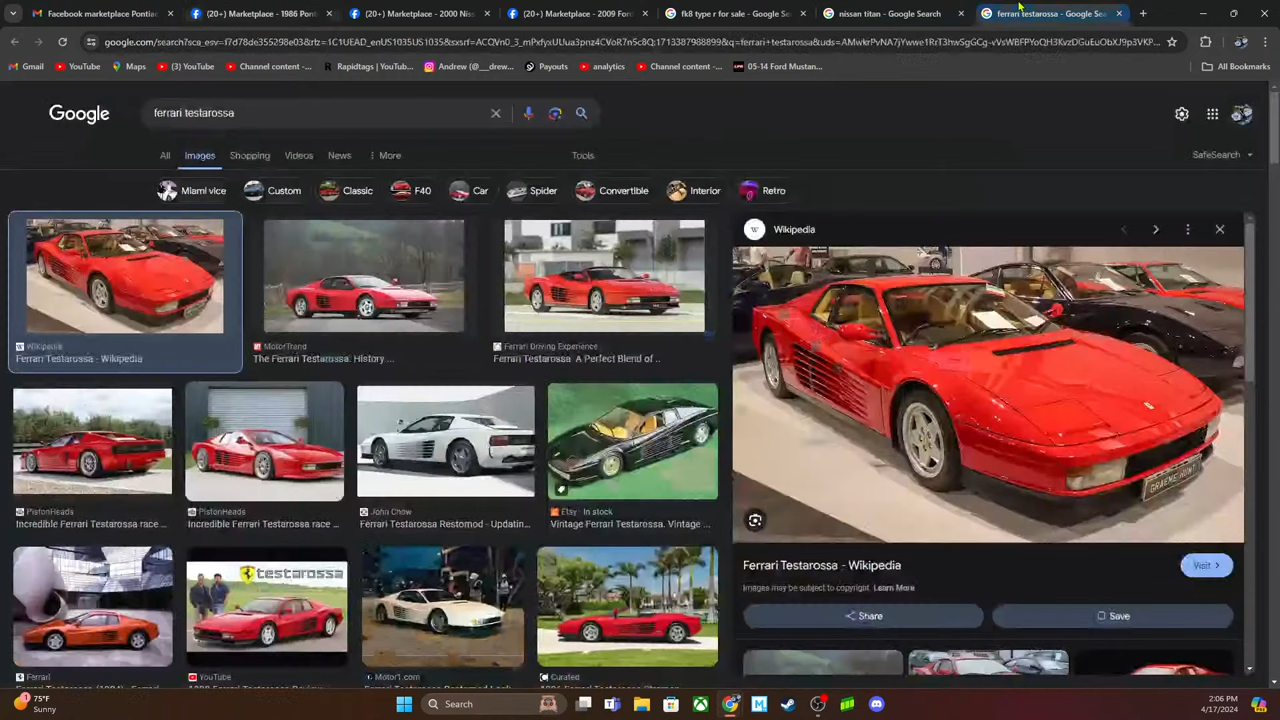 Facebook marketplace Pontiac
(20+) Marketplace - 1986 Pont
(20+) Marketplace - 2000 Niss
(20+) Marketplace - 2009 Ford
fk8 type r for sale - Google Se
nissan titan - Google Search
ferrari testarossa - Google Sea
Gmail
YouTube
Maps
(3) YouTube
Channel content -...
Rapidtags | YouTub...
Andrew (@___drew...
Payouts
analytics
Channel content -...
05-14 Ford Mustan...
All Bookmarks
Google
ferrari testarossa
All
Images
Shopping
Videos
News
More
Tools
SafeSearch
Miami vice
Custom
Classic
F40
Car
Spider
Convertible
Interior
Retro
Wikipedia
Ferrari Testarossa - Wikipedia
MotorTrend
The Ferrari Testarossa: History ...
Ferrari Driving Experience
Ferrari Testarossa: A Perfect Blend of ..
W Wikipedia
GRAEME HUNT
PistonHeads
Incredible Ferrari Testarossa race ...
PistonHeads
Incredible Ferrari Testarossa race ...
John Chow
Ferrari Testarossa Restomod - Updatin...
Etsy · In stock
Vintage Ferrari Testarossa. Vintage ...
Ferrari Testarossa - Wikipedia
Visit
Images may be subject to copyright. Learn More
Share
Save
testarossa
Ferrari
YouTube
Motor1.com
Curated
75°F
Sunny
Search
2:06 PM
4/17/2024